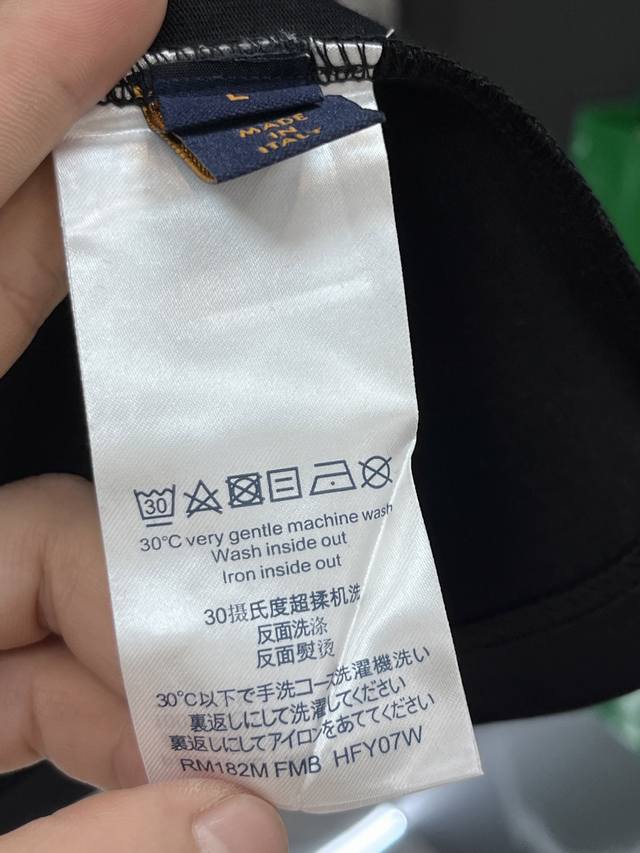 L
MADE
IN
ITALY
30
30°C very gentle machine wash
Wash inside out
Iron inside out
30摄氏度超揉机洗
反面洗涤
反面熨烫
30°C以下で手洗コース洗濯機洗い
裏返しにして洗濯してください
裏返しにしてアイロンをあててください
RM182M FMB HFY07W